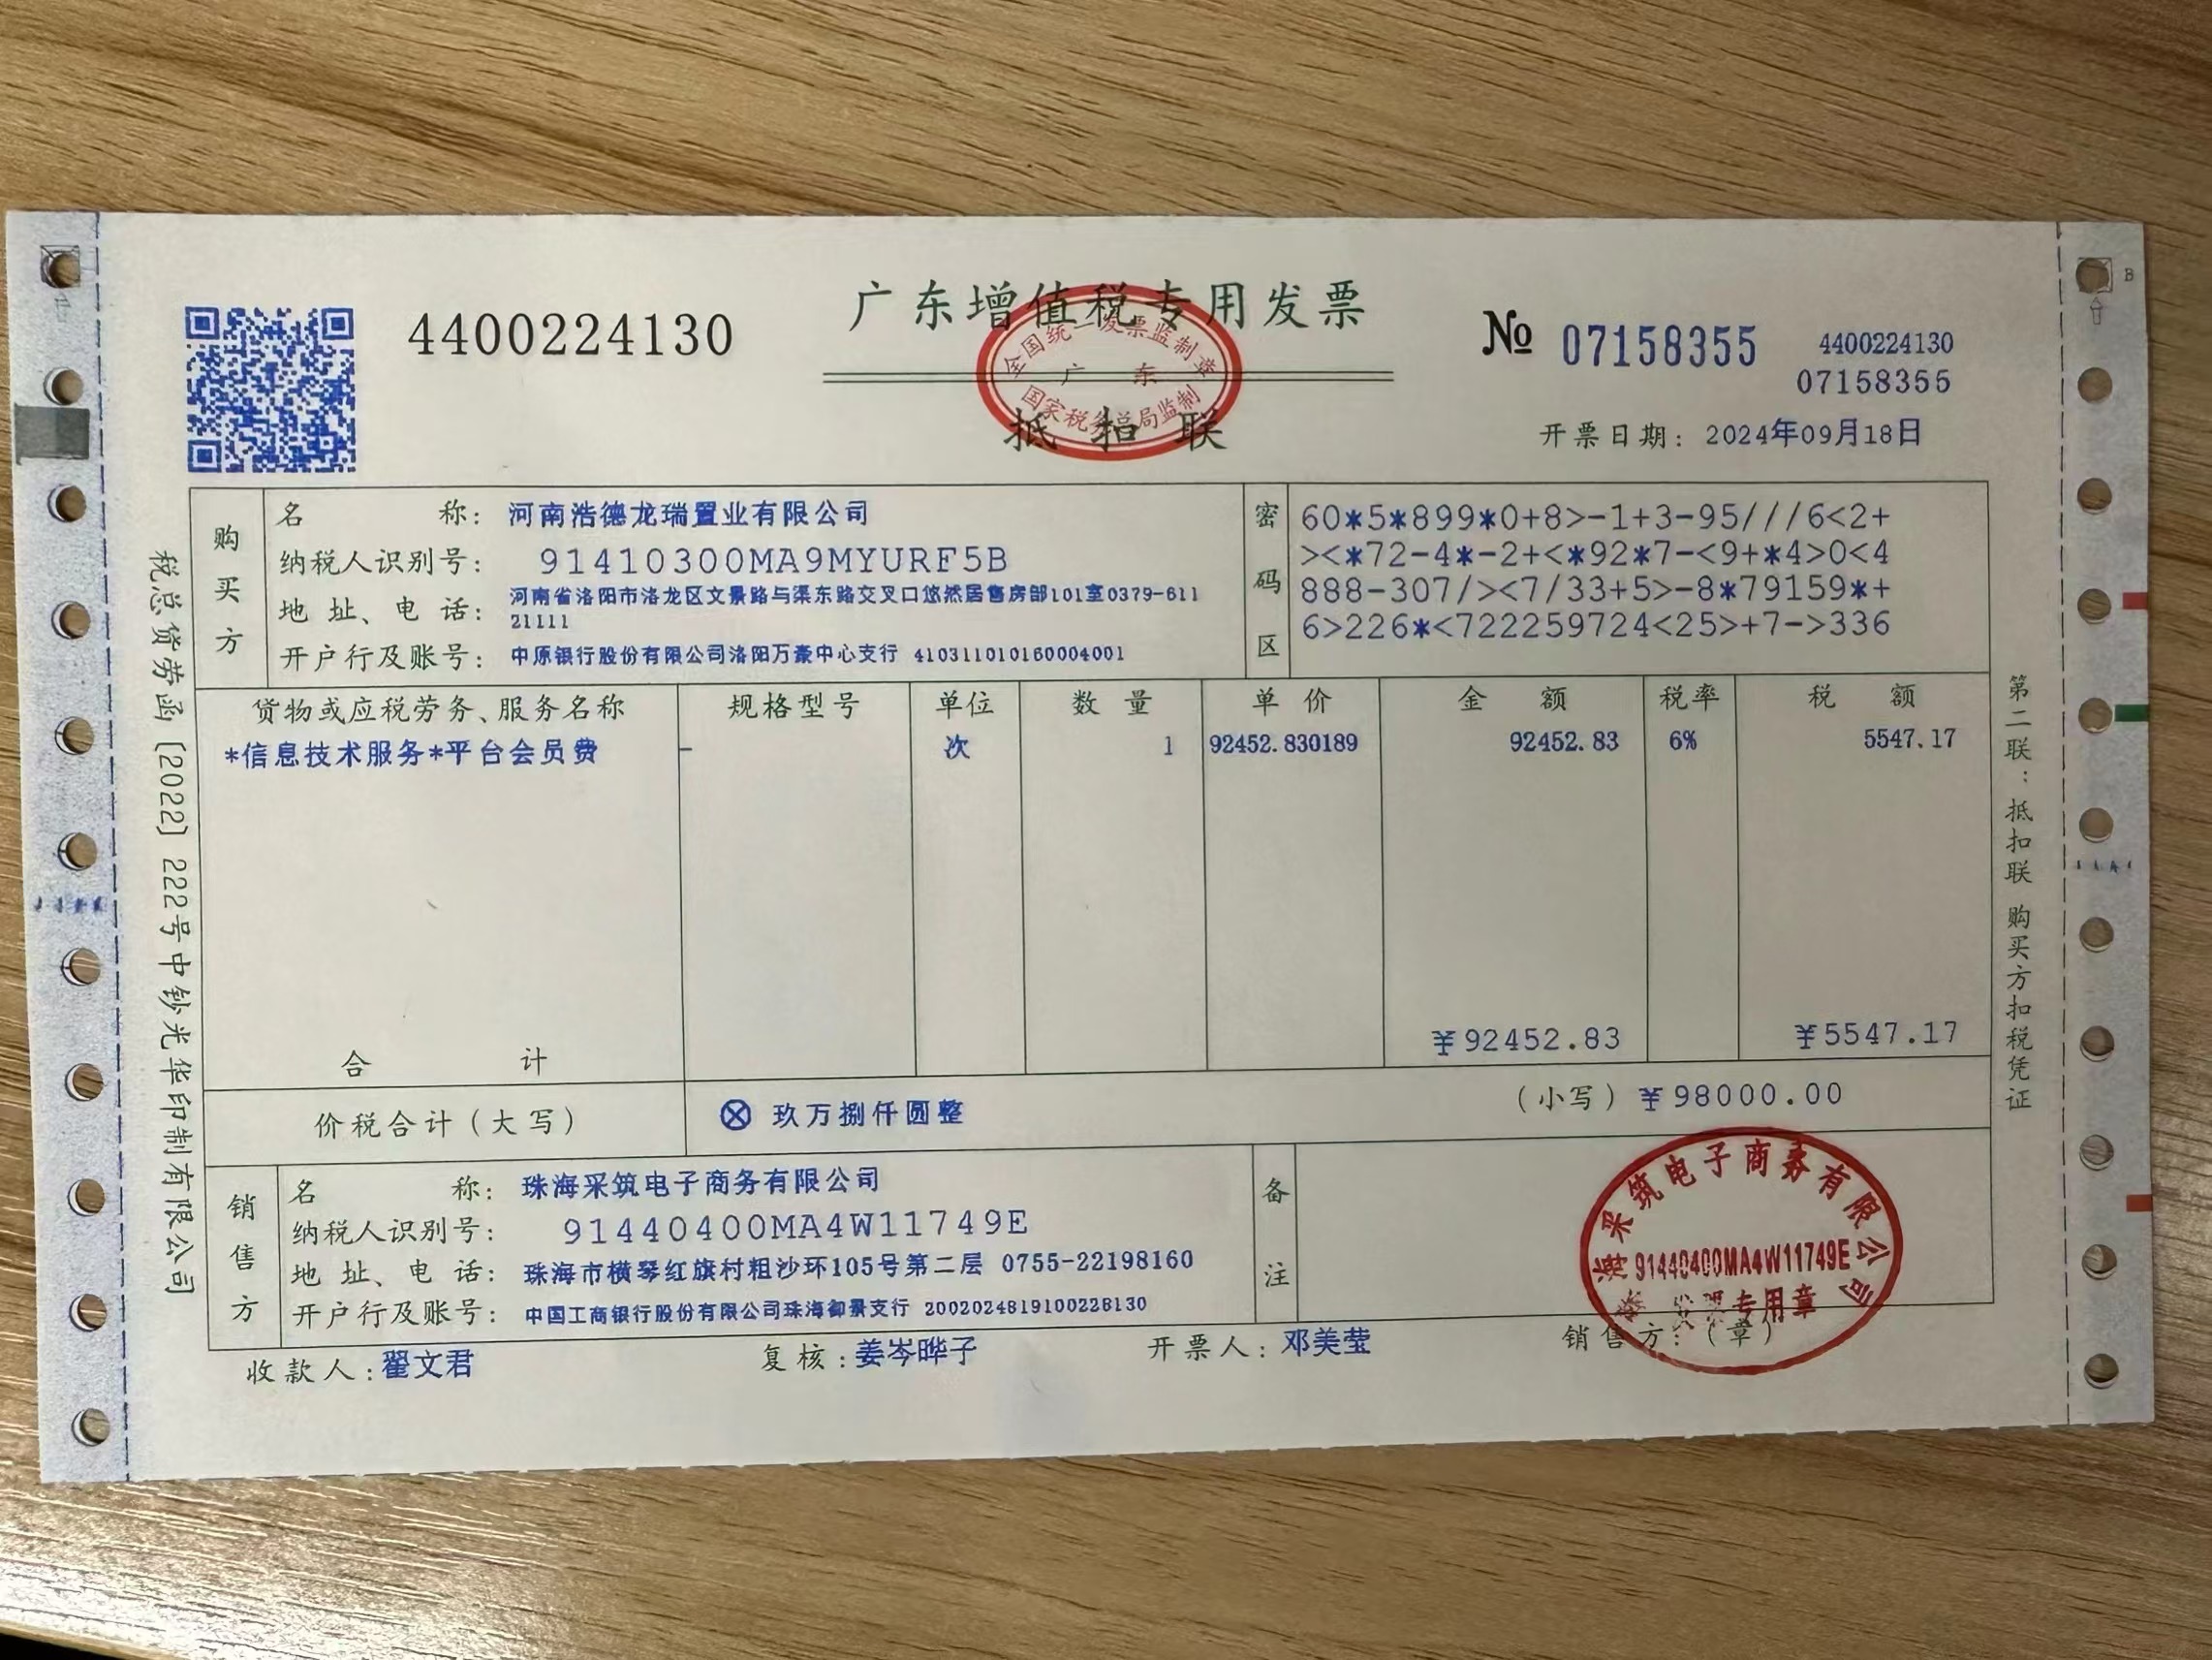 广东增值税专用发票
4400224130
№ 07158355
4400224130
07158355
全国统一发票监制章
广 东
国家税务总局监制
抵扣联
开票日期: 2024年09月18日
购买方
名 称: 河南浩德龙瑞置业有限公司
纳税人识别号: 91410300MA9MYURF5B
地址、电话: 河南省洛阳市洛龙区文景路与渠东路交叉口悠然居售房部101室0379-611
21111
开户行及账号: 中原银行股份有限公司洛阳万豪中心支行 410311010160004001
密码区
60*5*899*0+8>-1+3-95///6<2+
><*72-4*-2+<*92*7-<9+*4>0<4
888-307/><7/33+5>-8*79159*+
6>226*<722259724<25>+7->336
货物或应税劳务、服务名称 规格型号 单位 数量 单价 金额 税率 税额
*信息技术服务*平台会员费 - 次 1 92452.830189 92452.83 6% 5547.17
合 计 ¥92452.83 ¥5547.17
价税合计(大写) ⊗ 玖万捌仟圆整 (小写) ¥98000.00
销售方
名 称: 珠海采筑电子商务有限公司
纳税人识别号: 91440400MA4W11749E
地址、电话: 珠海市横琴红旗村粗沙环105号第二层 0755-22198160
开户行及账号: 中国工商银行股份有限公司珠海御景支行 2002024819100228130
备注
珠海采筑电子商务有限公司
91440400MA4W11749E
发票专用章
收款人: 翟文君 复核: 姜岑晔子 开票人: 邓美莹 销售方: (章)
税总货劳函〔2022〕222号中钞光华印制有限公司
第二联: 抵扣联 购买方扣税凭证
B